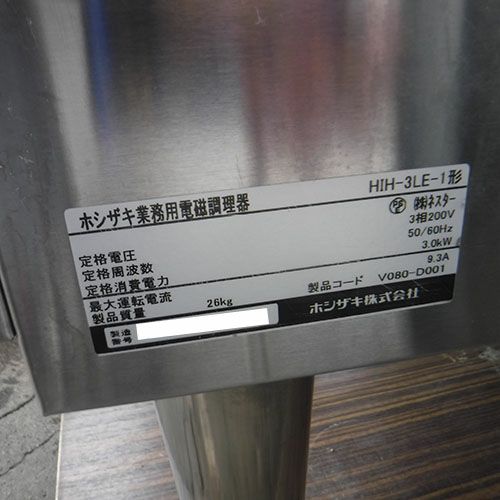 ホシザキ業務用電磁調理器 HIH-3LE-1形
PS E ㈱ネスター
定格電圧 3相200V
定格周波数 50/60Hz
定格消費電力 3.0kW
最大運転電流 9.3A
製品質量 26kg 製品コード V080-D001
製造番号 ホシザキ株式会社